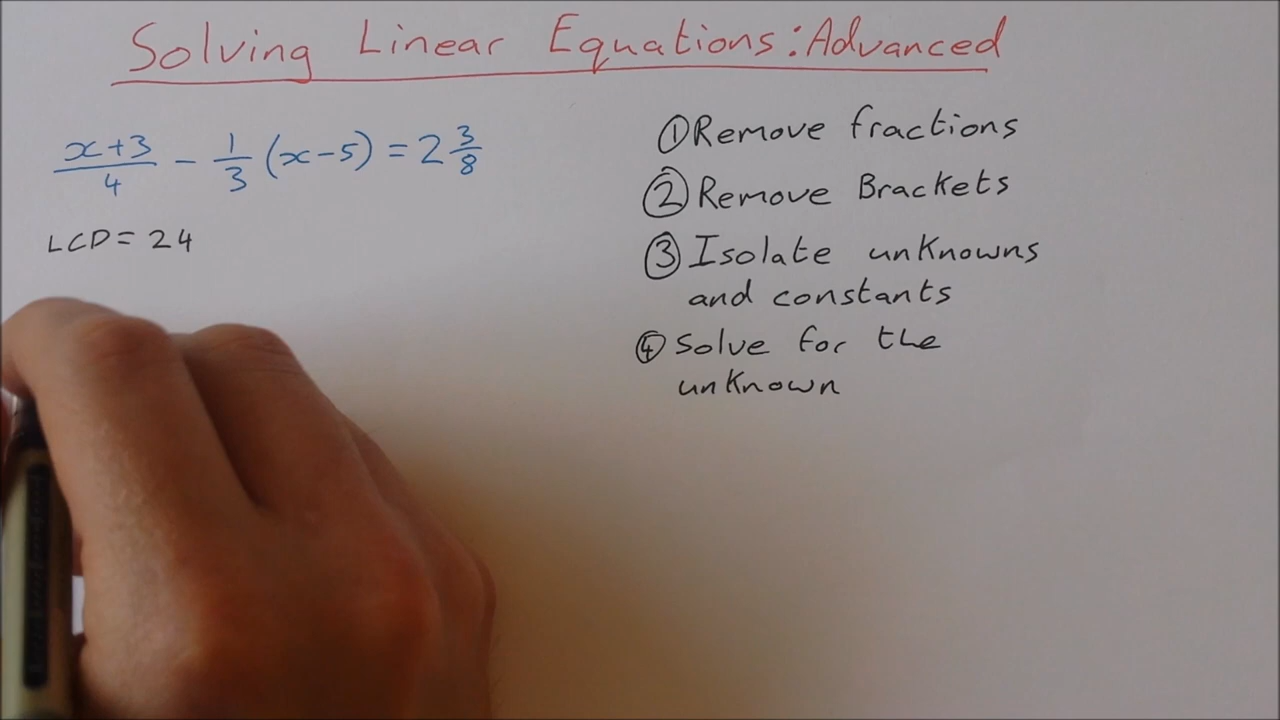 Solving Linear Equations: Advanced
x+3/4 - 1/3 (x-5) = 2 3/8
LCD = 24
① Remove fractions
② Remove Brackets
③ Isolate unknowns
and constants
④ Solve for the
unknown